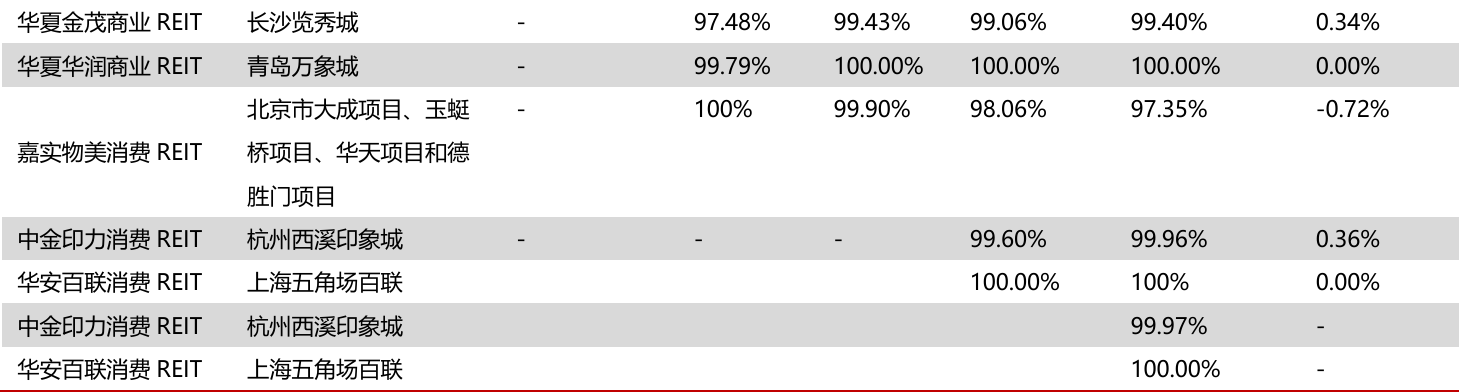 华夏金茂商业 REIT 长沙览秀城 - 97.48% 99.43% 99.06% 99.40% 0.34%
华夏华润商业 REIT 青岛万象城 - 99.79% 100.00% 100.00% 100.00% 0.00%
北京市大成项目、玉蜓 - 100% 99.90% 98.06% 97.35% -0.72%
嘉实物美消费 REIT 桥项目、华天项目和德
胜门项目
中金印力消费 REIT 杭州西溪印象城 - - - 99.60% 99.96% 0.36%
华安百联消费 REIT 上海五角场百联 100.00% 100% 0.00%
中金印力消费 REIT 杭州西溪印象城 99.97% -
华安百联消费 REIT 上海五角场百联 100.00% -